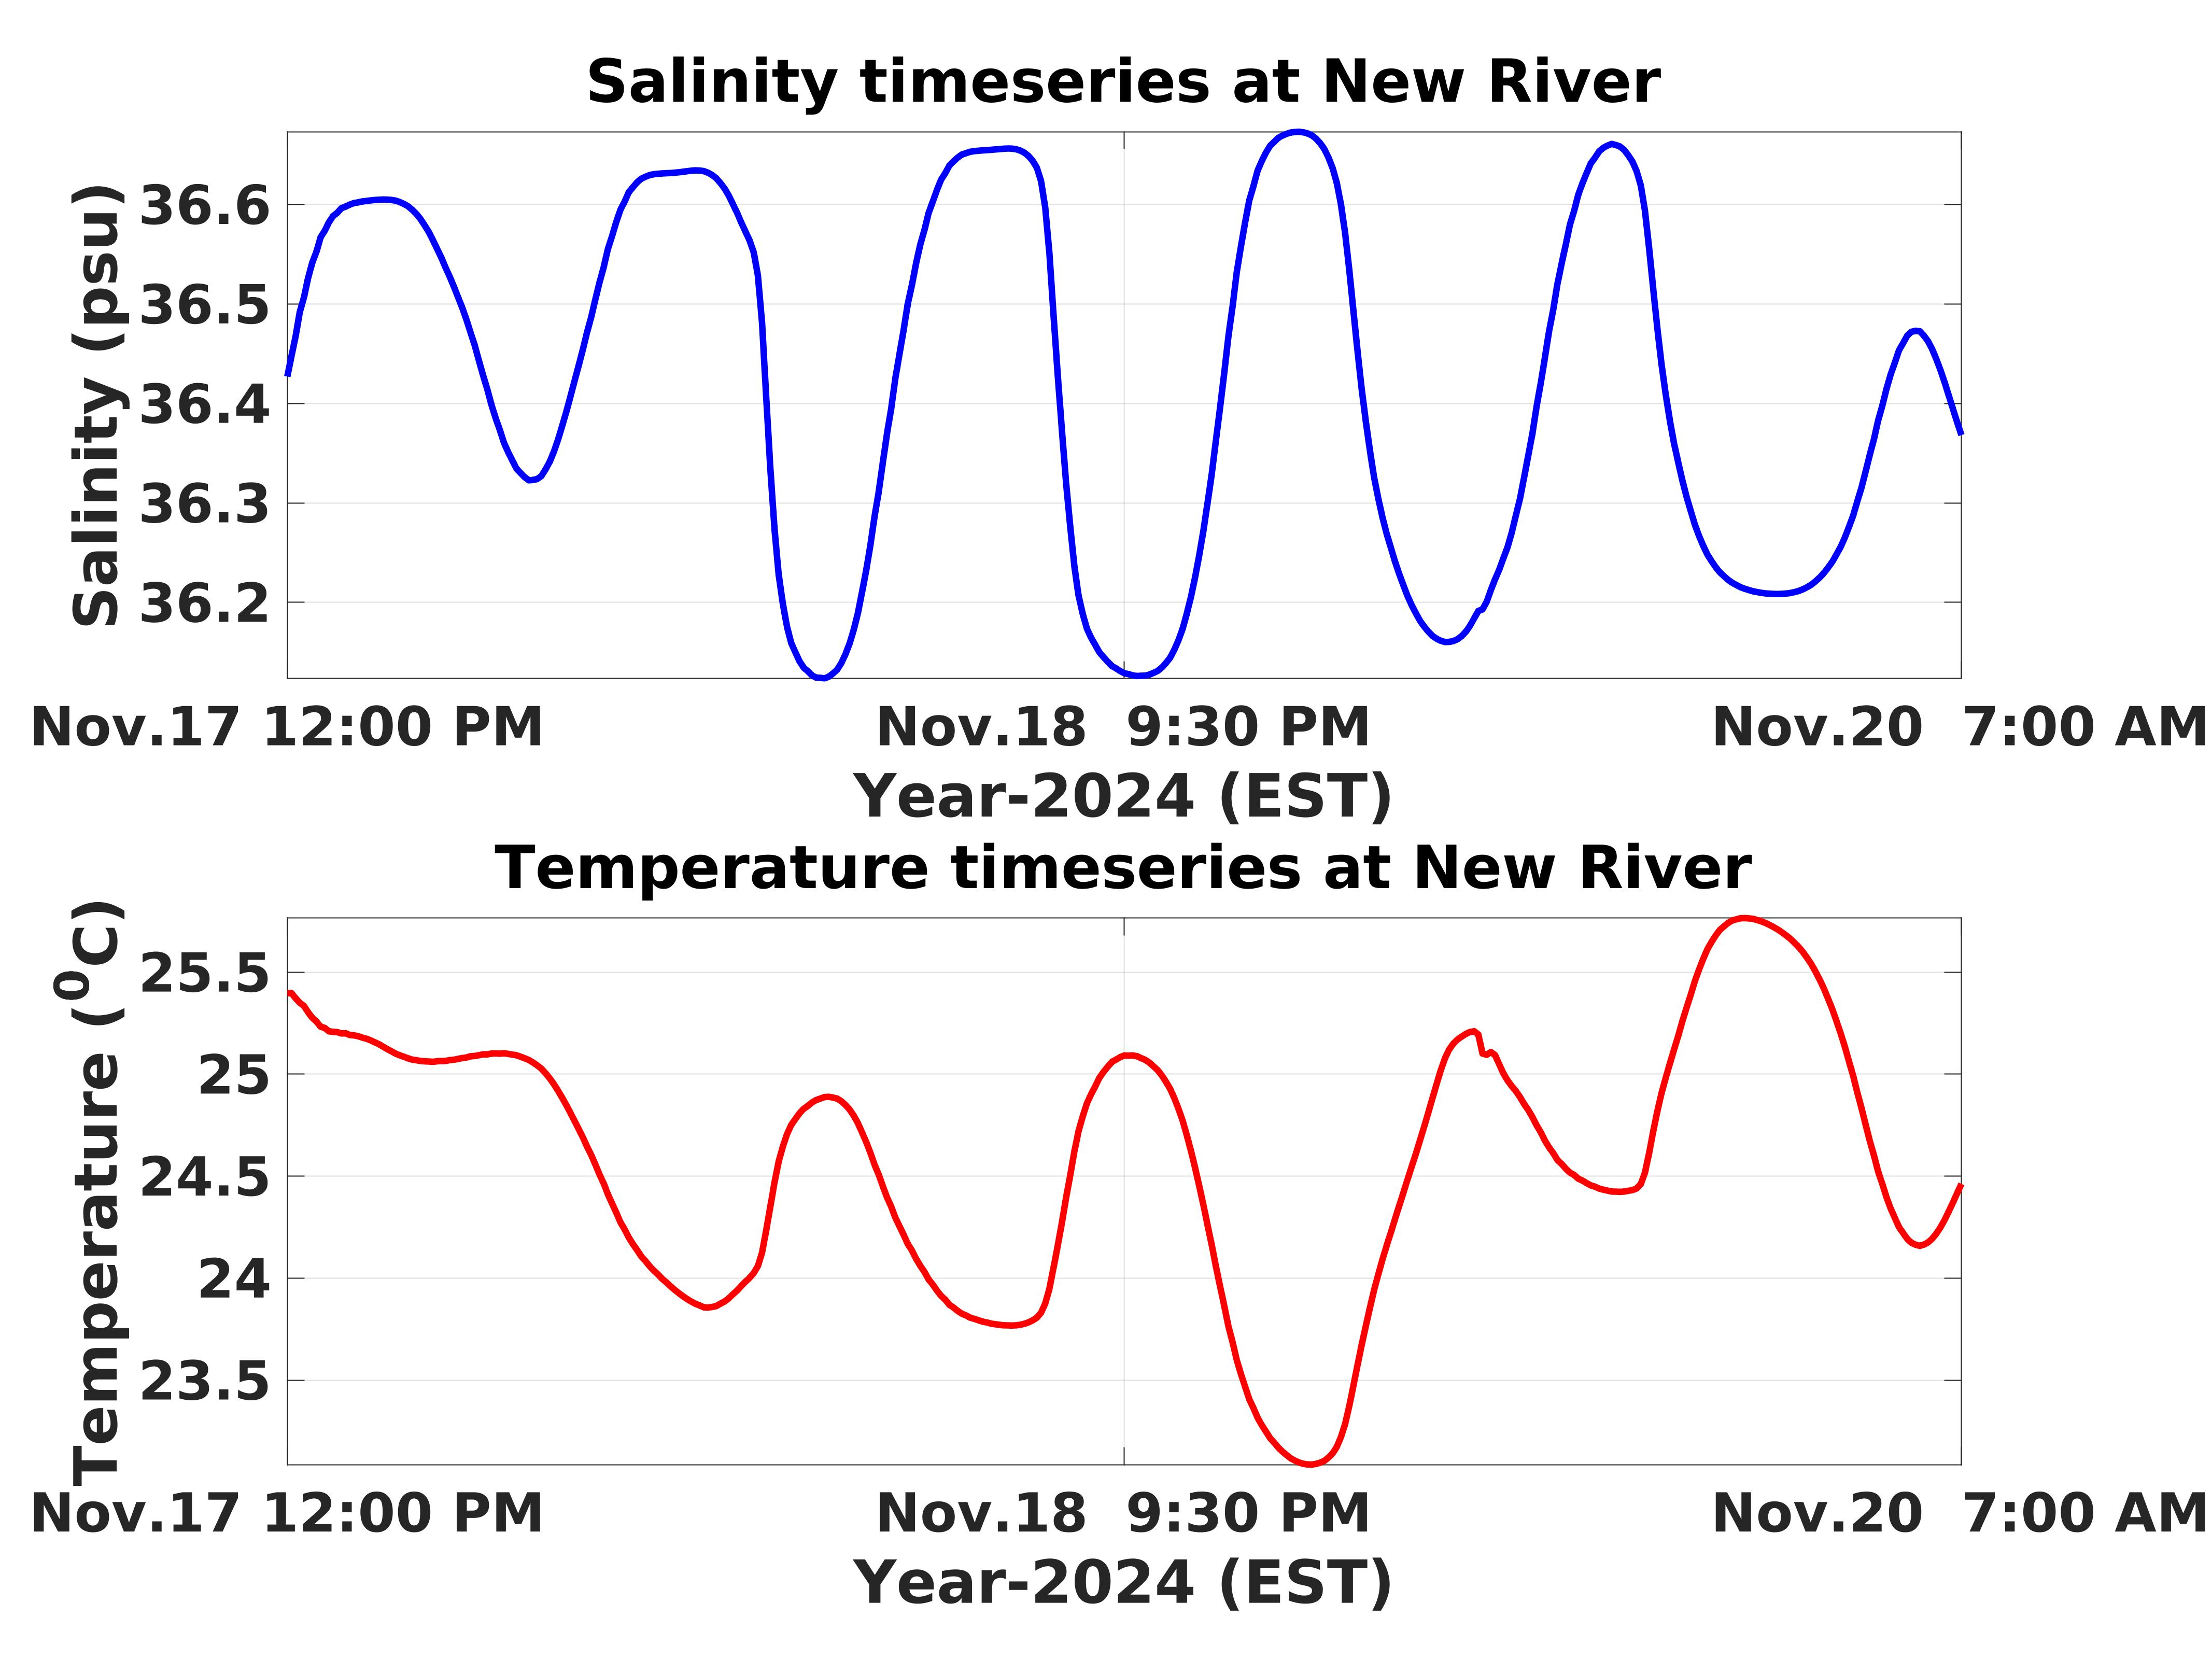 Salinity timeseries at New River
Salinity (psu)
36.6
36.5
36.4
36.3
36.2
Nov.17 12:00 PM
Nov.18  9:30 PM
Nov.20  7:00 AM
Year-2024 (EST)
Temperature timeseries at New River
Temperature (⁰C)
25.5
25
24.5
24
23.5
Nov.17 12:00 PM
Nov.18  9:30 PM
Nov.20  7:00 AM
Year-2024 (EST)